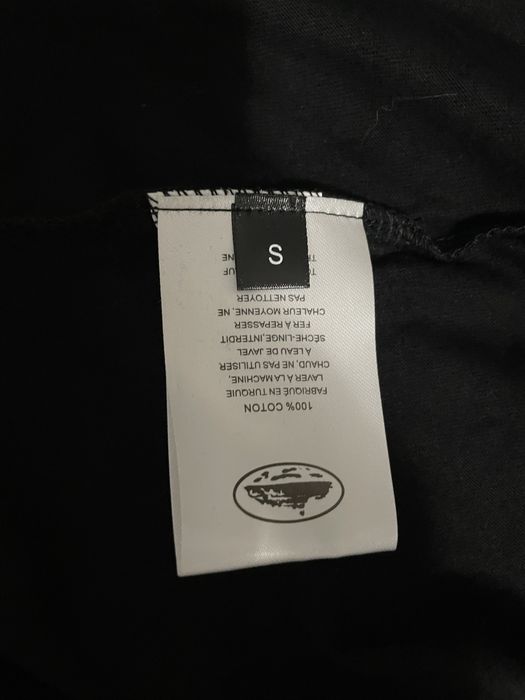 S
100% COTON
FABRIQUÉ EN TURQUIE
LAVER À LA MACHINE,
CHAUD, NE PAS UTILISER
À LEAU DE JAVEL
SÈCHE-LINGE,INTERDIT
FER À REPASSER
CHALEUR MOYENNE, NE
PAS NETTOYER